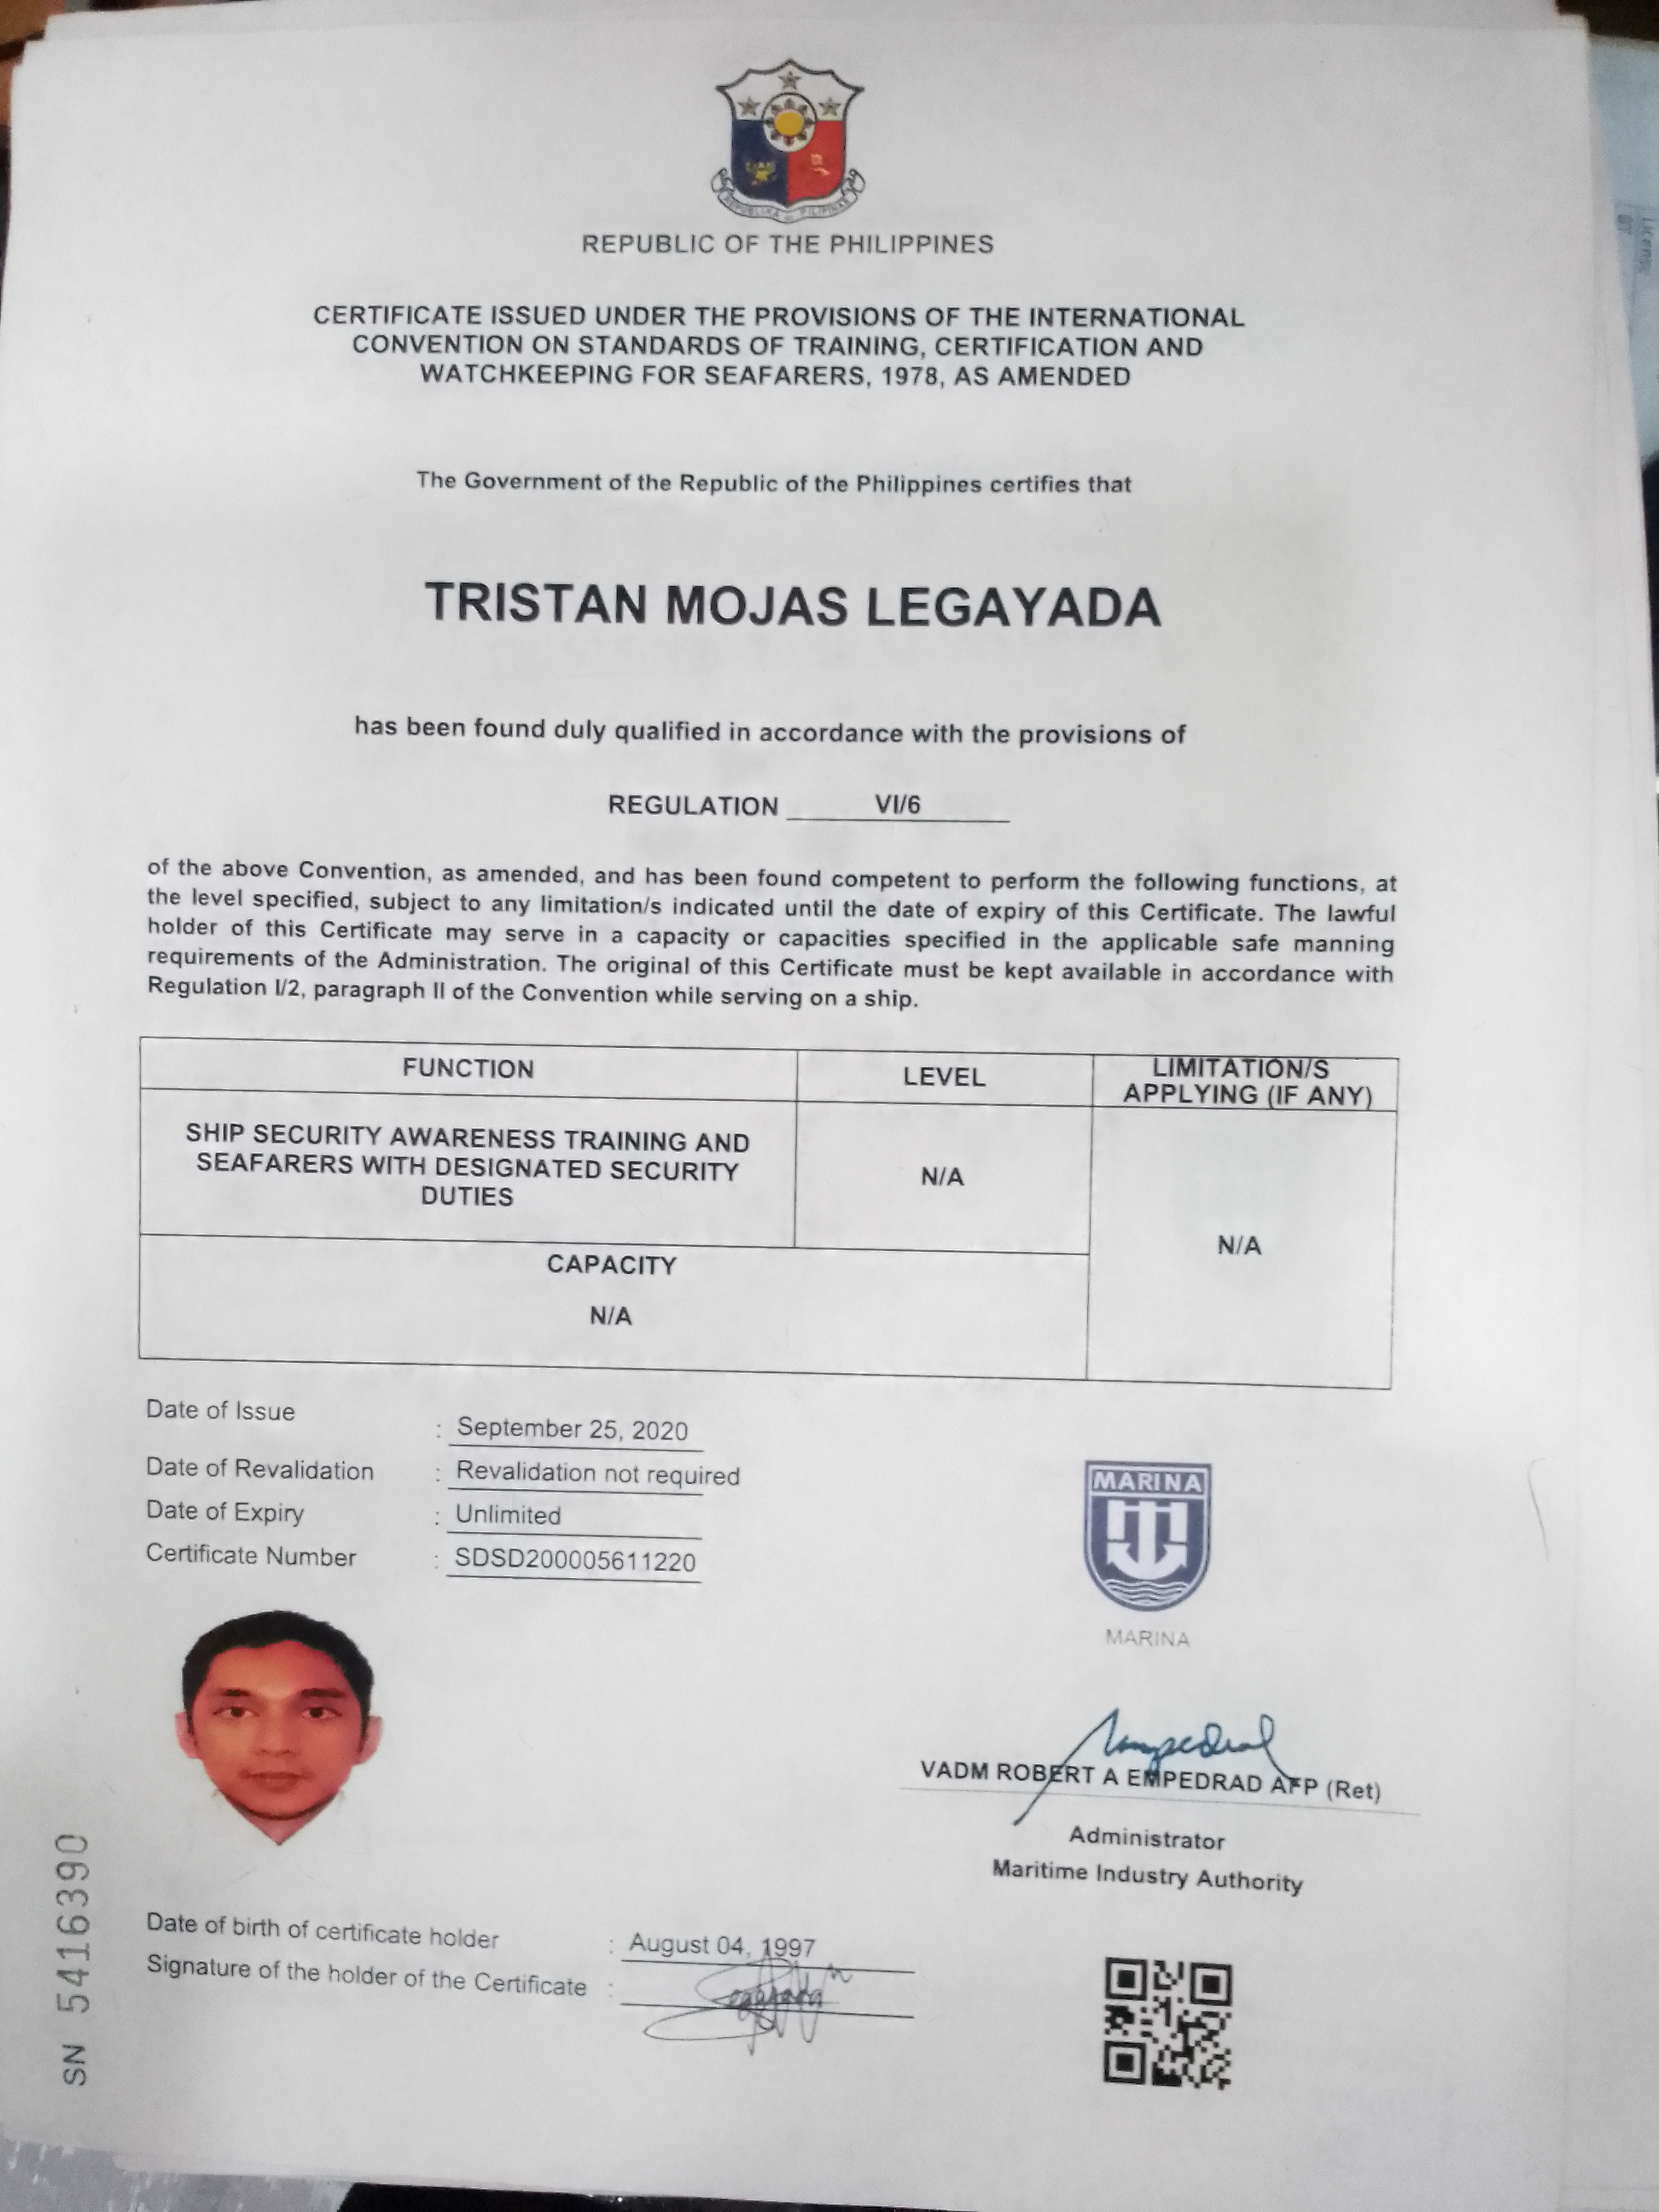 REPUBLIKA NG PILIPINAS
REPUBLIC OF THE PHILIPPINES
CERTIFICATE ISSUED UNDER THE PROVISIONS OF THE INTERNATIONAL
CONVENTION ON STANDARDS OF TRAINING, CERTIFICATION AND
WATCHKEEPING FOR SEAFARERS, 1978, AS AMENDED
The Government of the Republic of the Philippines certifies that
TRISTAN MOJAS LEGAYADA
has been found duly qualified in accordance with the provisions of
REGULATION VI/6
of the above Convention, as amended, and has been found competent to perform the following functions, at
the level specified, subject to any limitation/s indicated until the date of expiry of this Certificate. The lawful
holder of this Certificate may serve in a capacity or capacities specified in the applicable safe manning
requirements of the Administration. The original of this Certificate must be kept available in accordance with
Regulation I/2, paragraph II of the Convention while serving on a ship.
FUNCTION
LEVEL
LIMITATION/S
APPLYING (IF ANY)
SHIP SECURITY AWARENESS TRAINING AND
SEAFARERS WITH DESIGNATED SECURITY
DUTIES
N/A
N/A
CAPACITY
N/A
Date of Issue : September 25, 2020
Date of Revalidation : Revalidation not required
Date of Expiry : Unlimited
Certificate Number : SDSD200005611220
MARINA
MARINA
VADM ROBERT A EMPEDRAD AFP (Ret)
Administrator
Maritime Industry Authority
Date of birth of certificate holder : August 04, 1997
Signature of the holder of the Certificate :
SN 5416390